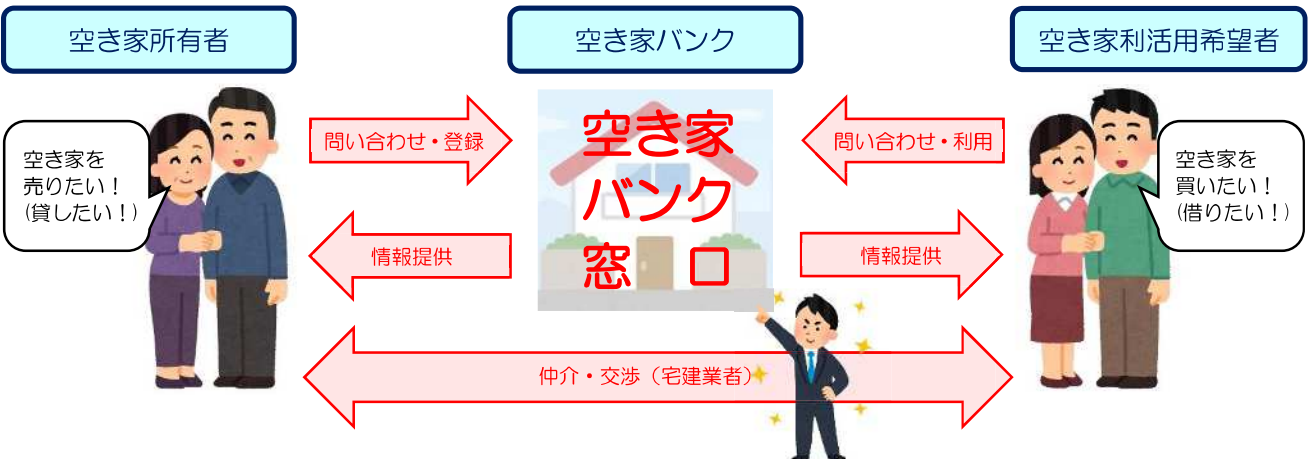 空き家所有者
空き家バンク
空き家利活用希望者
空き家を
売りたい！
(貸したい！)
問い合わせ・登録
情報提供
空き家
バンク
窓口
問い合わせ・利用
情報提供
空き家を
買いたい！
(借りたい！)
仲介・交渉（宅建業者）